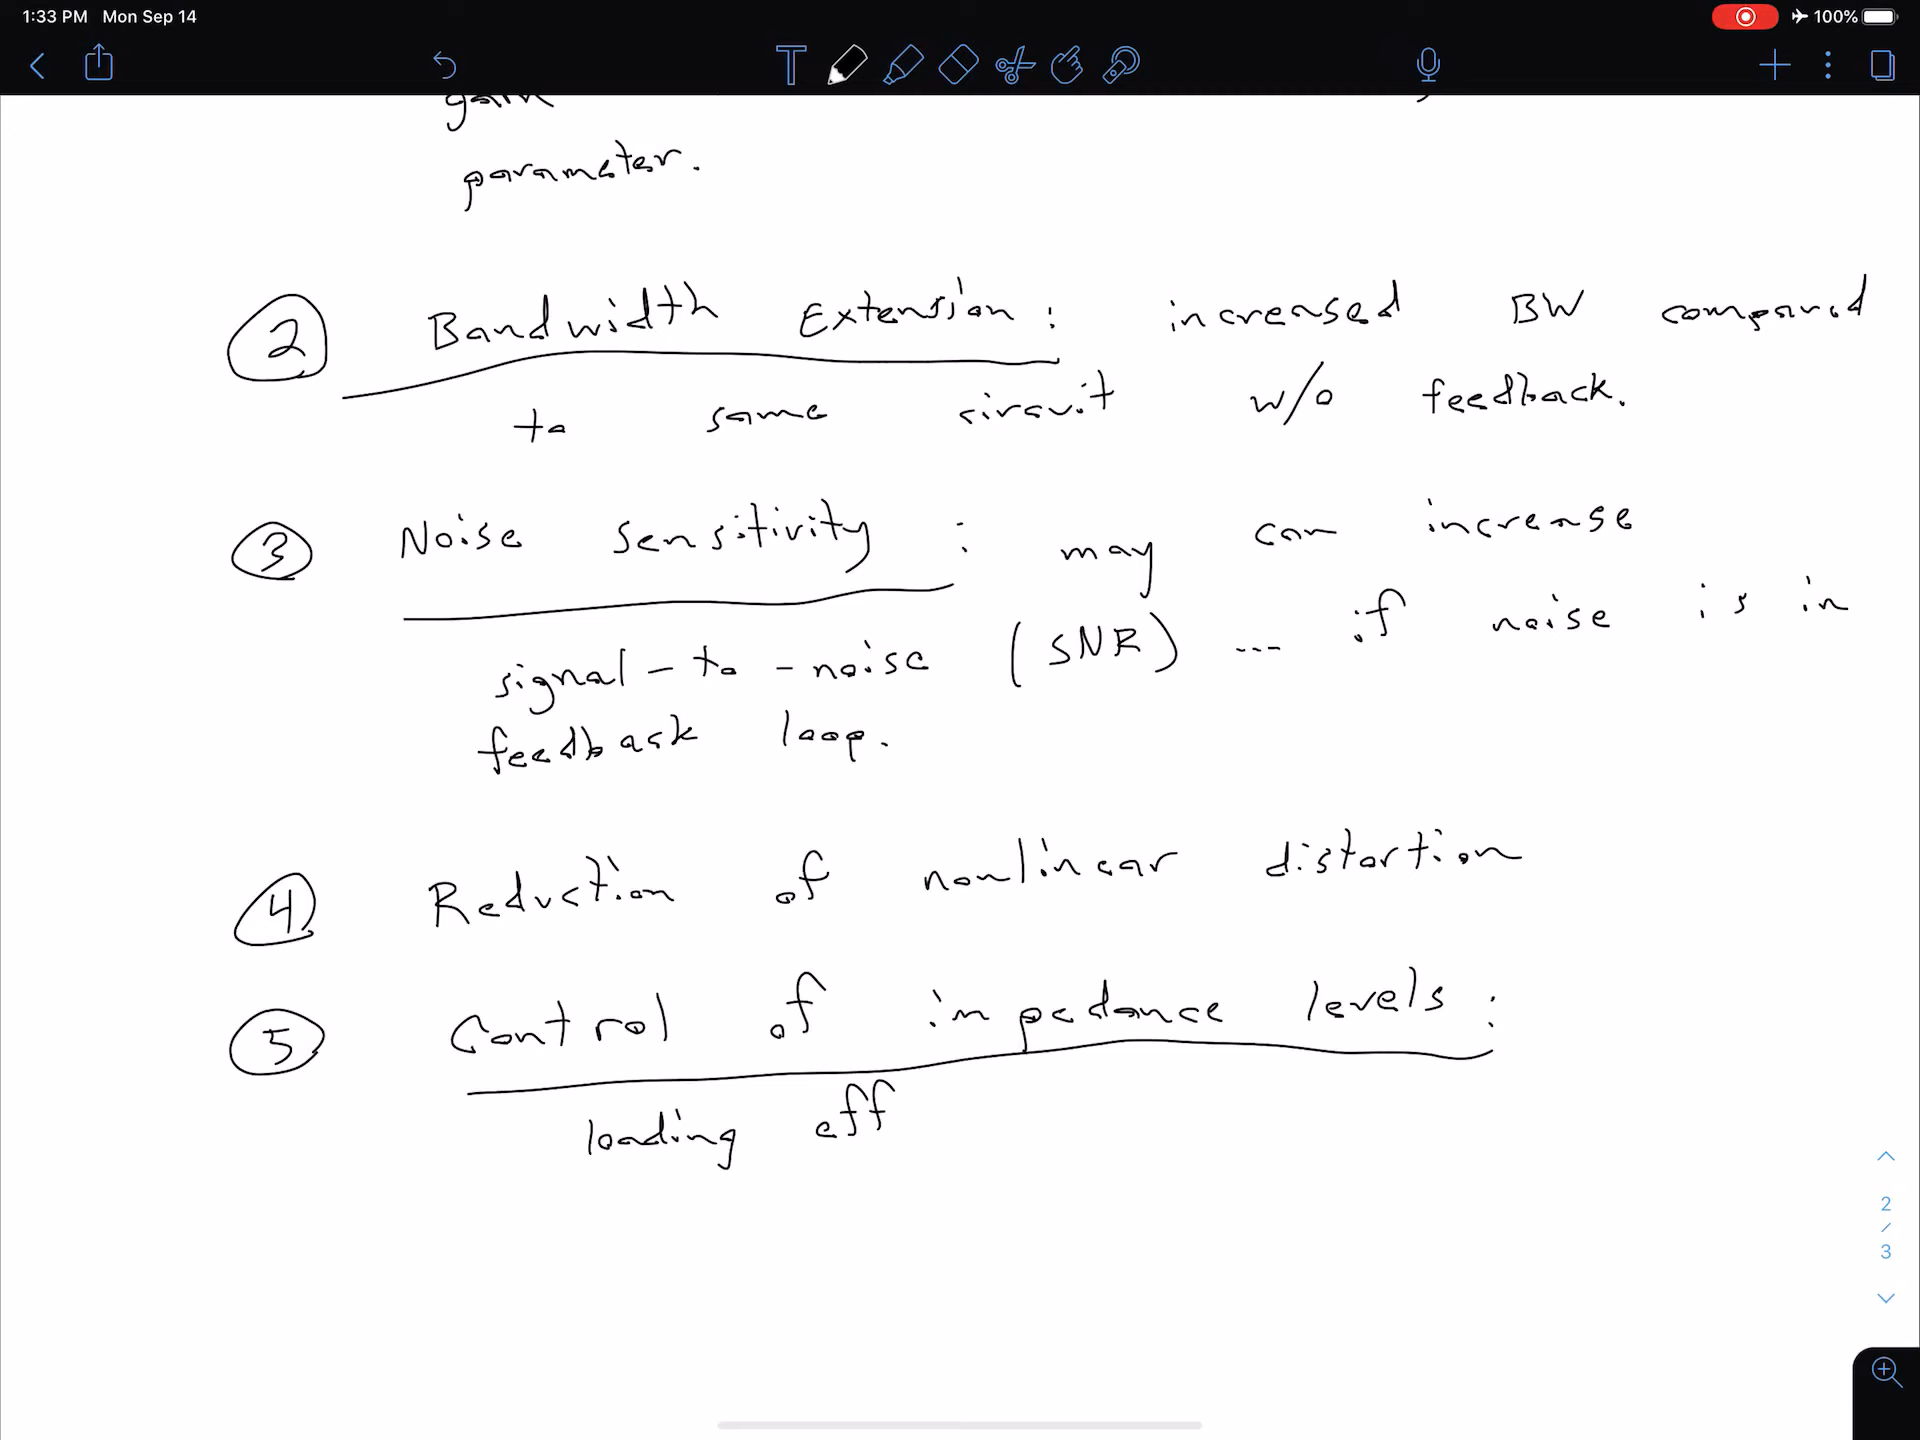 1:33 PM Mon Sep 14
100%
gain
parameter.
2 Bandwidth Extension: increased BW compared
to same circuit w/o feedback.
3 Noise sensitivity: may can increase
signal-to-noise (SNR) ... if noise is in
feedback loop.
4 Reduction of nonlinear distortion
5 Control of impedance levels:
loading eff
2
/
3